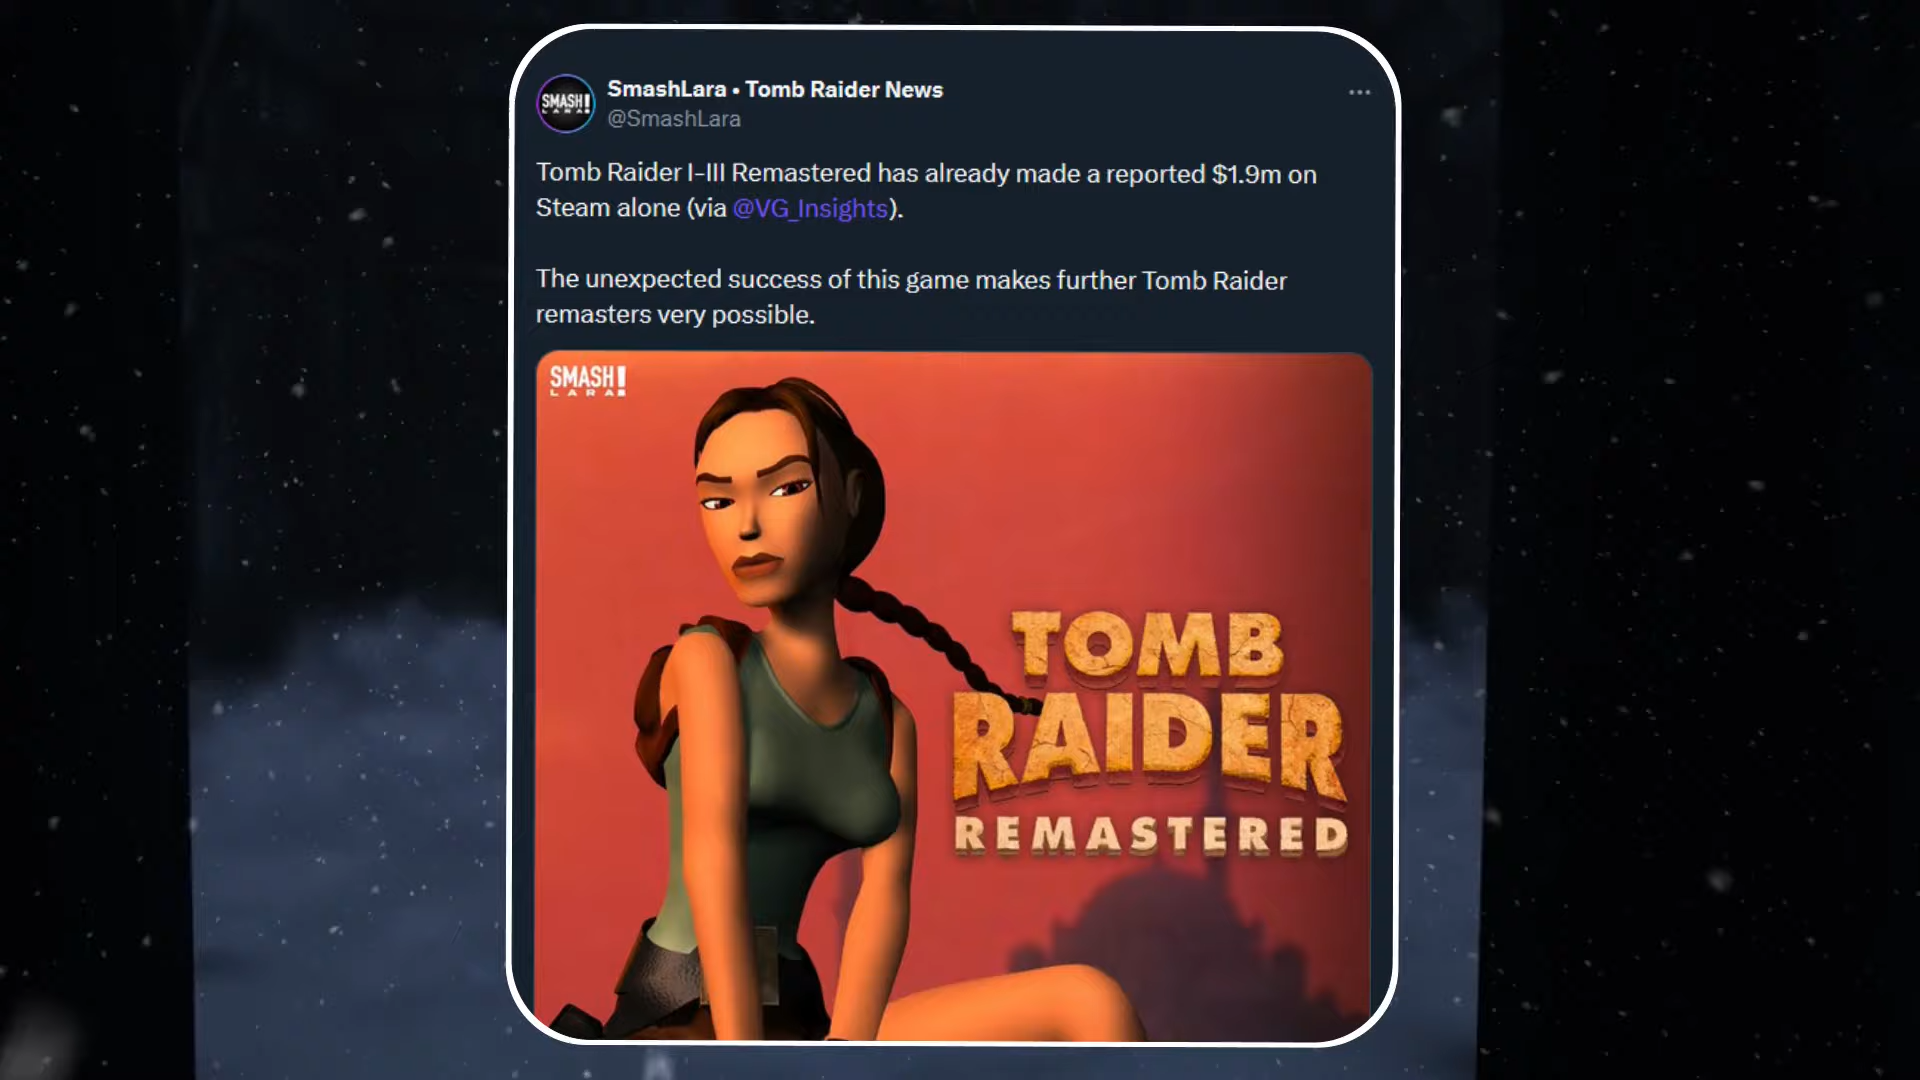 SMASH!
LARA
SmashLara • Tomb Raider News
@SmashLara
Tomb Raider I-III Remastered has already made a reported $1.9m on
Steam alone (via @VG_Insights).
The unexpected success of this game makes further Tomb Raider
remasters very possible.
SMASH!
LARA
TOMB
RAIDER
REMASTERED